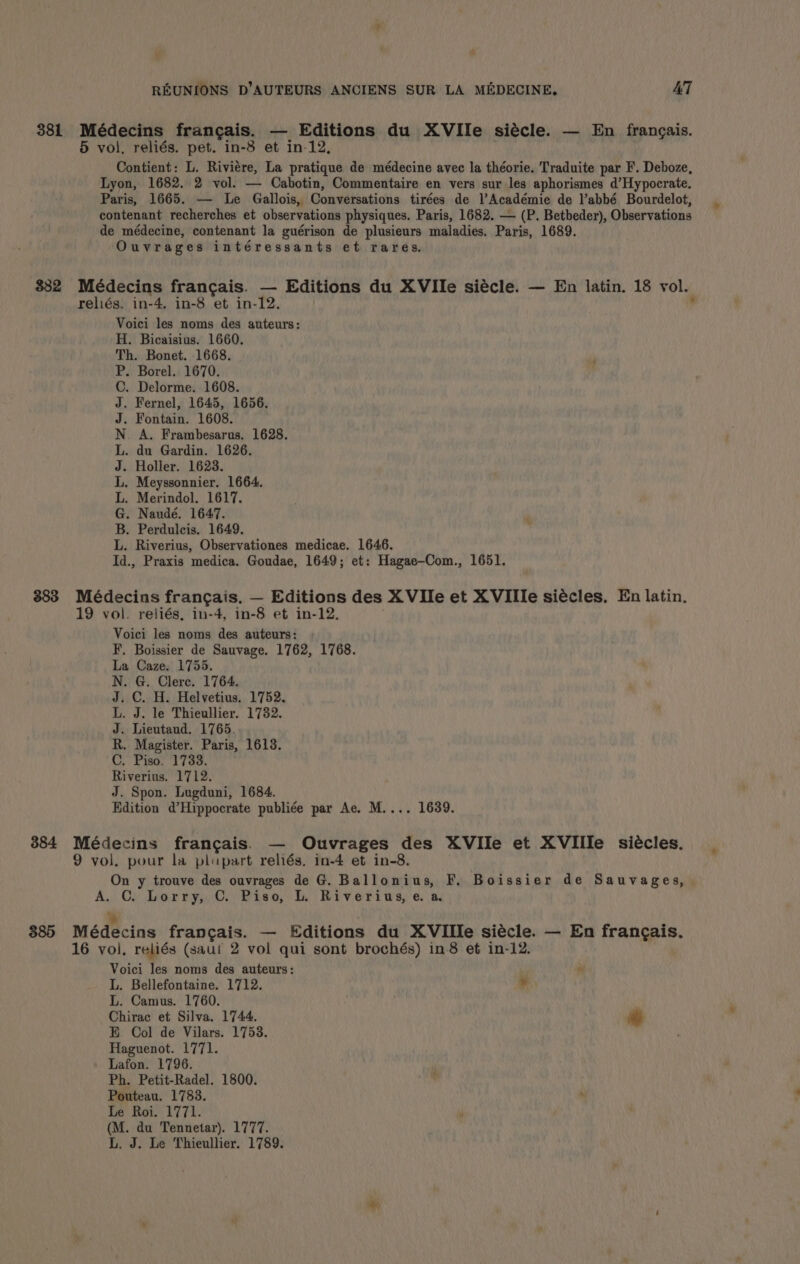 RÉUNIONS D'AUTEURS ANCIENS SUR LA MÉDECINE. 47
381 Médecins français. — Editions du XVIIe siècle. — En français.
5 vol. reliés. pet. in-8 et in-12.
Contient: L. Rivière, La pratique de médecine avec la théorie. Traduite par F. Deboze,
Lyon, 1682. 2 vol. — Cabotin, Commentaire en vers sur les aphorismes d'Hypocrate.
Paris, 1665. — Le Gallois, Conversations tirées de l'Académie de l'abbé Bourdelot,
contenant recherches et observations physiques. Paris, 1682. — (P. Betbeder), Observations
de médecine, contenant la guérison de plusieurs maladies. Paris, 1689.
Ouvrages intéressants et rares.
382 Médecins français. — Editions du XVIIe siècle. — En latin. 18 vol.
reliés. in-4. in-8 et in-12.
Voici les noms des auteurs:
H. Bicaisius. 1660.
Th. Bonet. 1668.
P. Borel. 1670.
C. Delorme. 1608.
J. Fernel, 1645, 1656.
J. Fontain. 1608.
N. A. Frambesarus. 1628.
L. du Gardin. 1626.
J. Holler. 1623.
L. Meyssonnier. 1664.
L. Merindol. 1617.
G. Naudé. 1647.
B. Perdulcis. 1649.
L. Riverius, Observationes medicae. 1646.
Id., Praxis medica. Goudae, 1649; et: Hagae-Com., 1651.
383 Médecins français. — Editions des XVIIe et XVIIIe siècles. En latin.
19 vol. reliés, in-4, in-8 et in-12.
Voici les noms des auteurs:
F. Boissier de Sauvage. 1762, 1768.
La Caze. 1755.
N. G. Clerc. 1764.
J. C. H. Helvetius. 1752.
L. J. le Thieullier. 1732.
J. Lieutaud. 1765.
R. Magister. Paris, 1613.
C. Piso. 1733.
Riverius. 1712.
J. Spon. Lugduni, 1684.
Edition d'Hippocrate publiée par Ae. M.... 1639.
384 Médecins français. — Ouvrages des XVIIe et XVIIIe siècles.
9 vol. pour la plupart reliés. in-4 et in-8.
On y trouve des ouvrages de G. Ballonius, F. Boissier de Sauvages,
A. C. Lorry, C. Piso, L. Riverius, e. a.
385 Médecins français. — Editions du XVIIIe siècle. — En français.
16 vol. reliés (sauf 2 vol qui sont brochés) in 8 et in-12.
Voici les noms des auteurs:
L. Bellefontaine. 1712.
L. Camus. 1760.
Chirac et Silva. 1744.
E Col de Vilars. 1753.
Haguenot. 1771.
Lafon. 1796.
Ph. Petit-Radel. 1800.
Pouteau. 1783.
Le Roi. 1771.
(M. du Tennetar). 1777.
L. J. Le Thieullier. 1789.